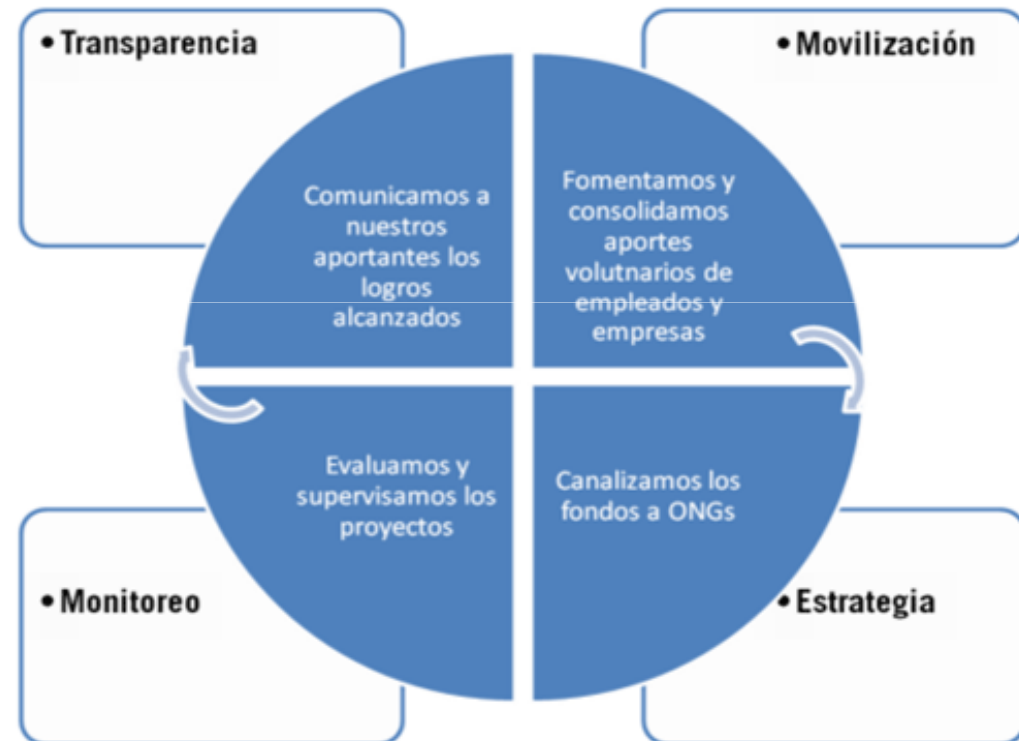 • Transparencia
• Movilización
Comunicamos a
nuestros
aportantes los
logros
alcanzados
Fomentamos y
consolidamos
aportes
volutnarios de
empleados y
empresas
Evaluamos y
supervisamos los
proyectos
Canalizamos los
fondos a ONGs
• Monitoreo
• Estrategia